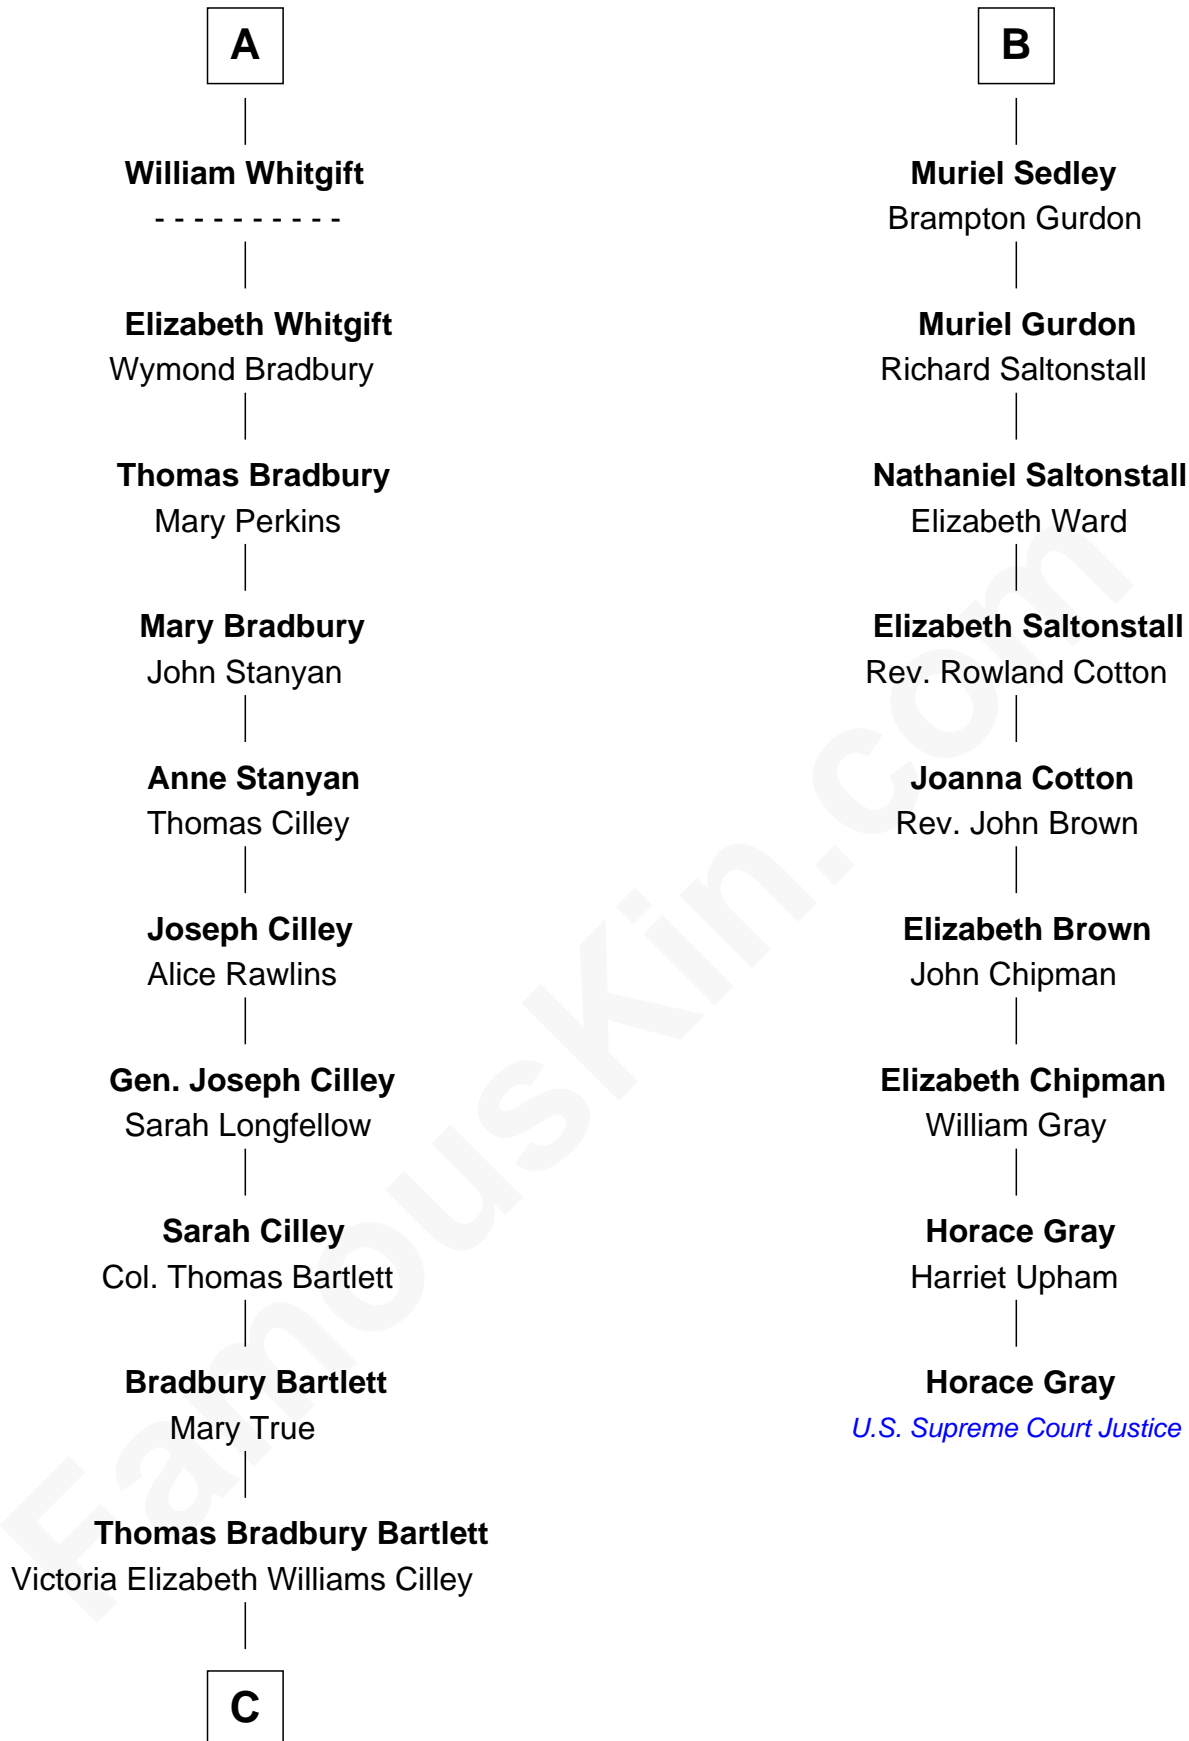 A
William Whitgift
- - - - - - - - - -
Elizabeth Whitgift
Wymond Bradbury
Thomas Bradbury
Mary Perkins
Mary Bradbury
John Stanyan
Anne Stanyan
Thomas Cilley
Joseph Cilley
Alice Rawlins
Gen. Joseph Cilley
Sarah Longfellow
Sarah Cilley
Col. Thomas Bartlett
Bradbury Bartlett
Mary True
Thomas Bradbury Bartlett
Victoria Elizabeth Williams Cilley
C
B
Muriel Sedley
Brampton Gurdon
Muriel Gurdon
Richard Saltonstall
Nathaniel Saltonstall
Elizabeth Ward
Elizabeth Saltonstall
Rev. Rowland Cotton
Joanna Cotton
Rev. John Brown
Elizabeth Brown
John Chipman
Elizabeth Chipman
William Gray
Horace Gray
Harriet Upham
Horace Gray
U.S. Supreme Court Justice
FamousKin.com